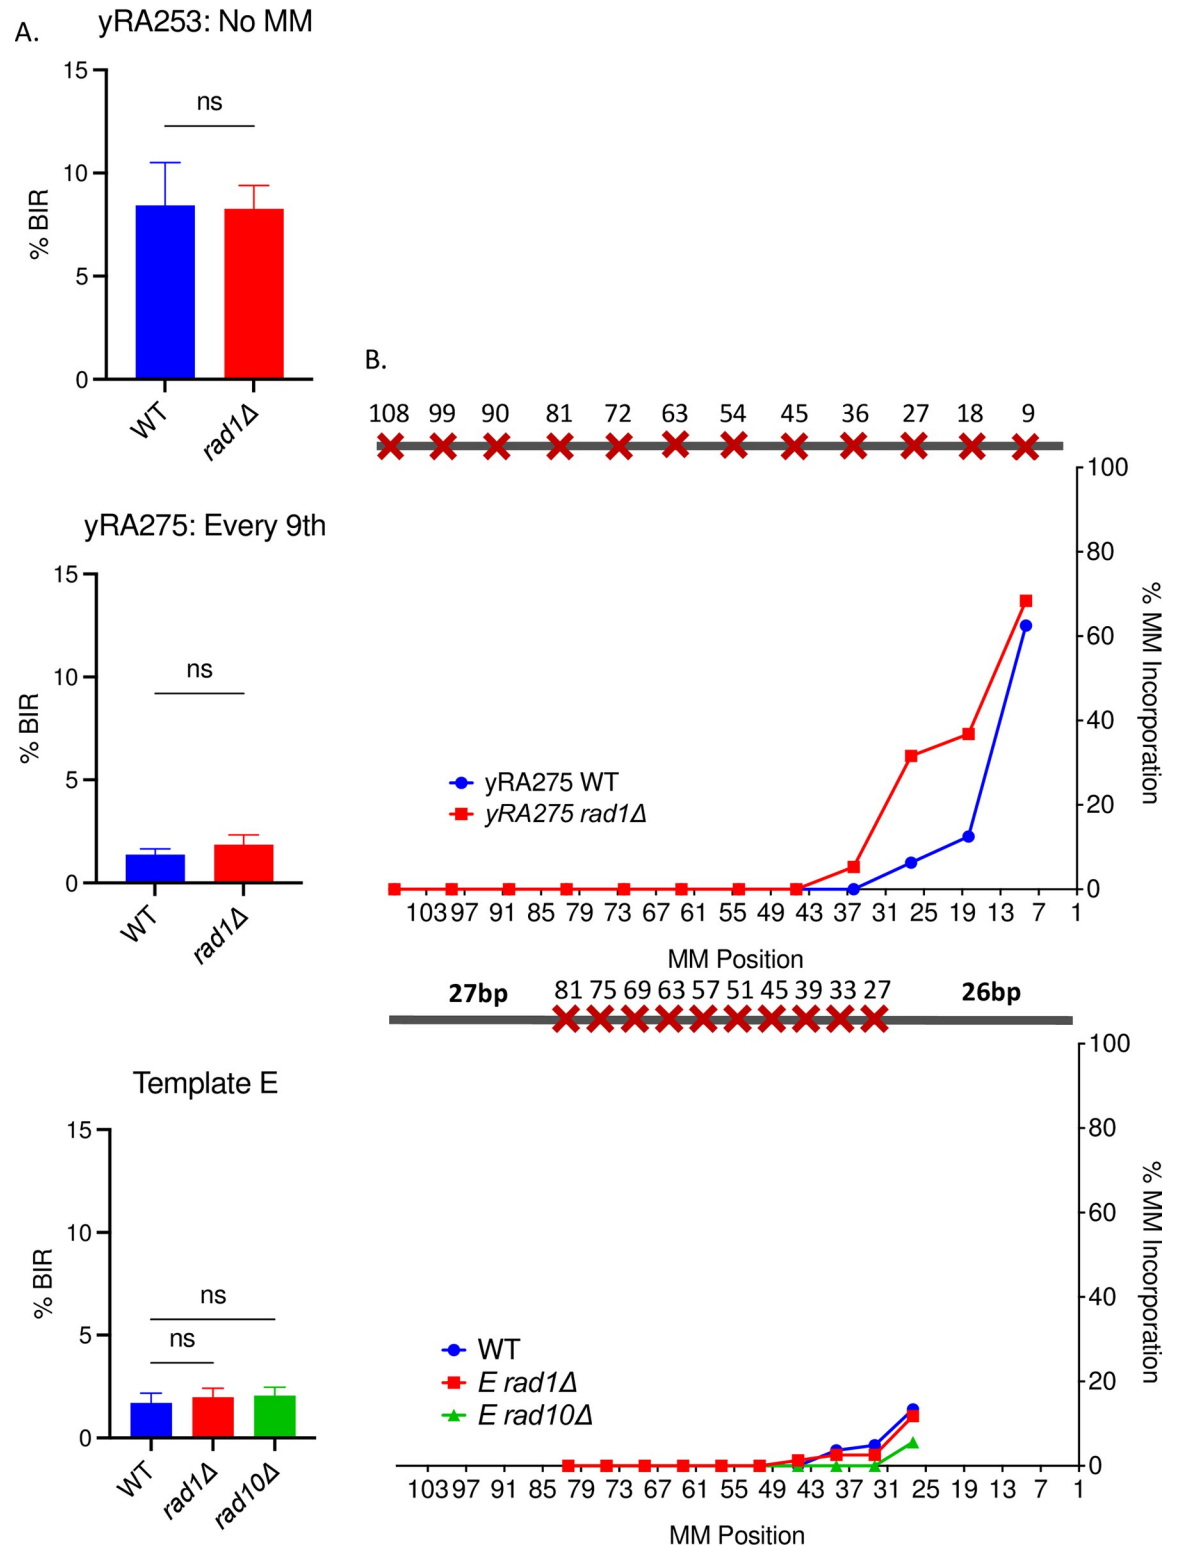 A.
yRA253: No MM
15
ns
10
% BIR
5
0
WT
rad1Δ
B.
108 99 90 81 72 63 54 45 36 27 18 9
100
yRA275: Every 9th
15
80
ns
10
60
% BIR
% MM Incorporation
40
5
yRA275 WT
yRA275 rad1Δ
20
0
0
WT
rad1Δ
103 97 91 85 79 73 67 61 55 49 43 37 31 25 19 13 7 1
MM Position
27bp
81 75 69 63 57 51 45 39 33 27
26bp
100
Template E
15
80
10
60
% BIR
% MM Incorporation
ns
40
5
ns
WT
E rad1Δ
E rad10Δ
20
0
0
WT
rad1Δ
rad10Δ
103 97 91 85 79 73 67 61 55 49 43 37 31 25 19 13 7 1
MM Position